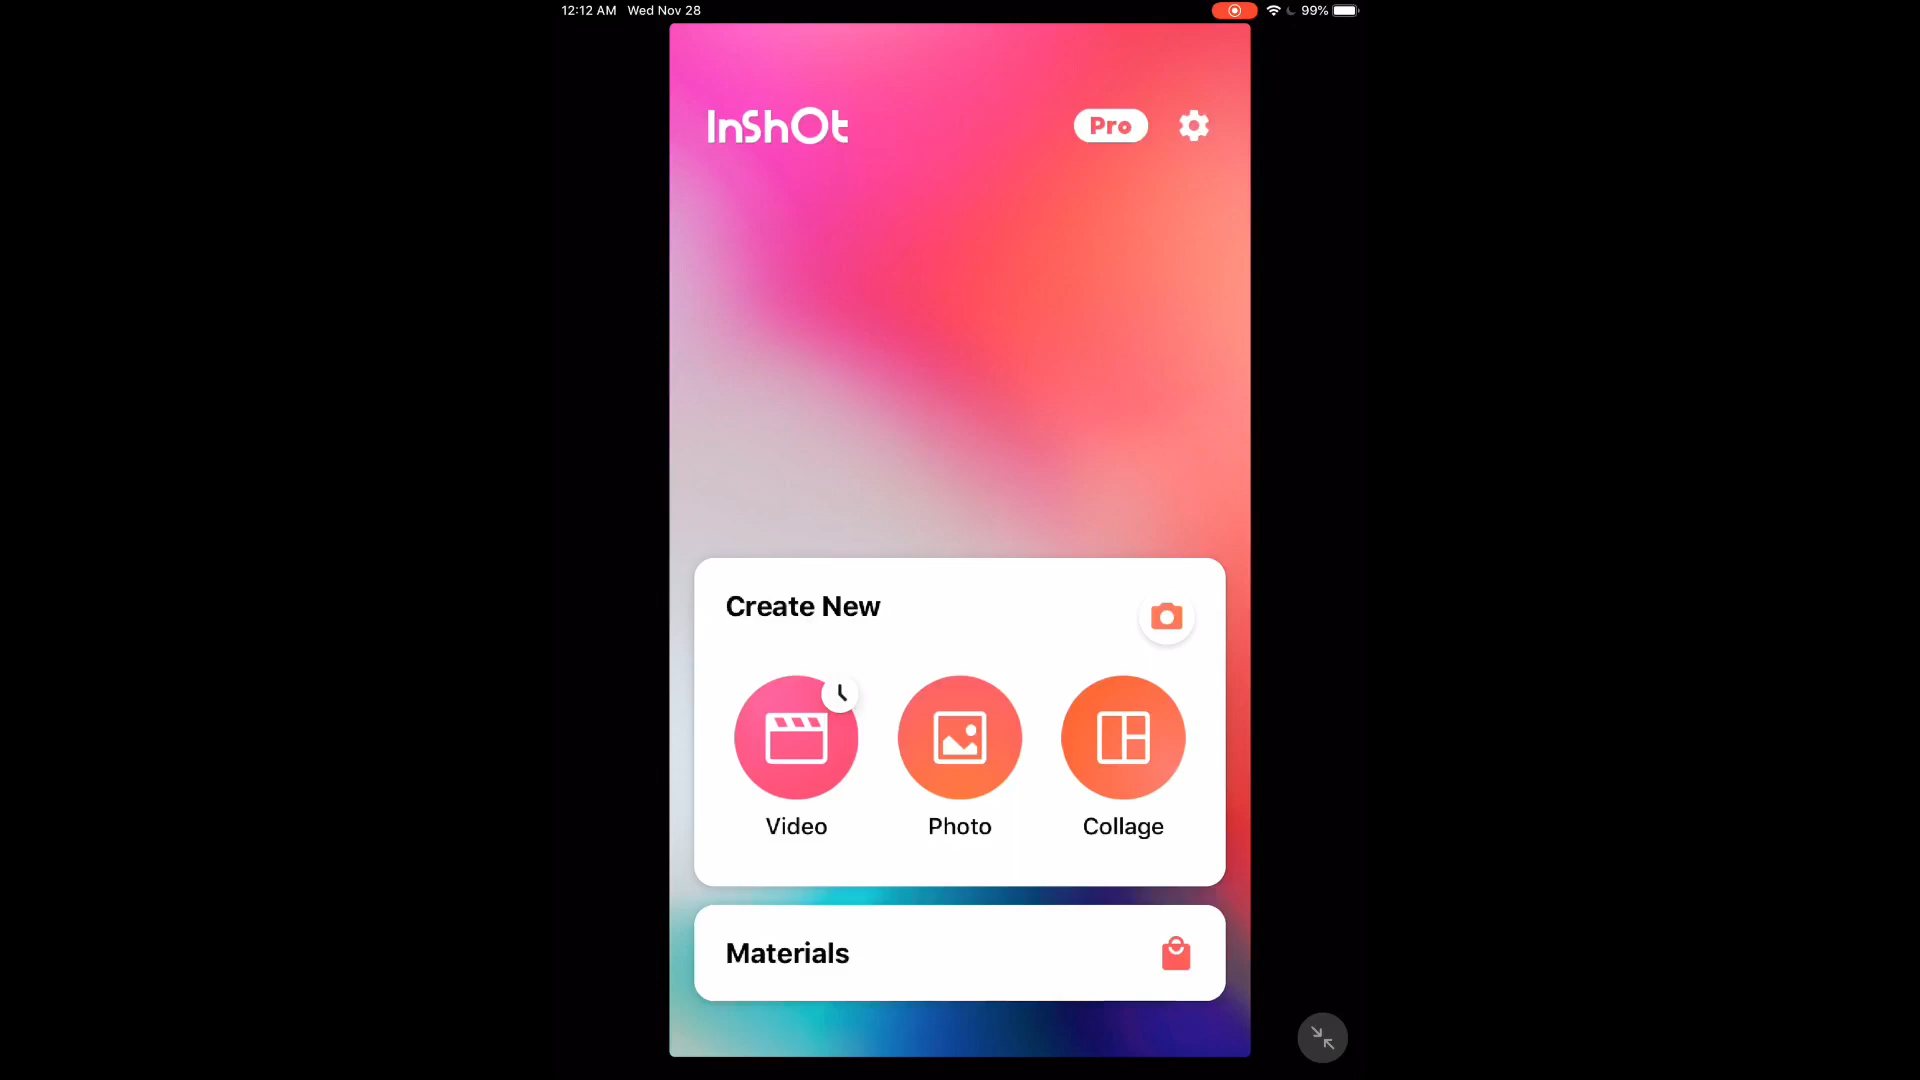 12:12 AM Wed Nov 28
99%
InShOt
Pro
Create New
Video
Photo
Collage
Materials